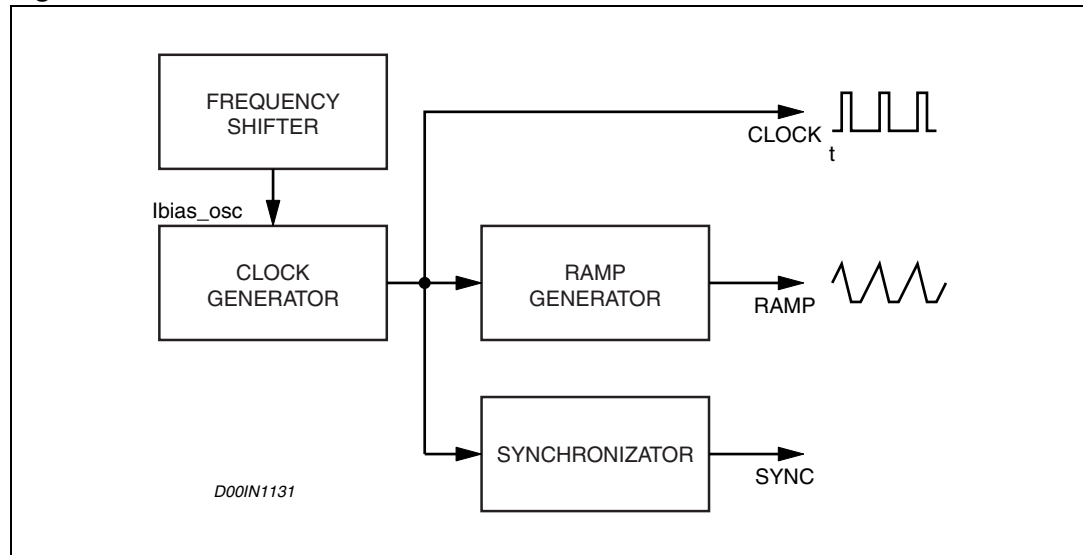 FREQUENCY
SHIFTER
CLOCK
t
Ibias_osc
CLOCK
GENERATOR
RAMP
GENERATOR
RAMP
SYNCHRONIZATOR
SYNC
D00IN1131